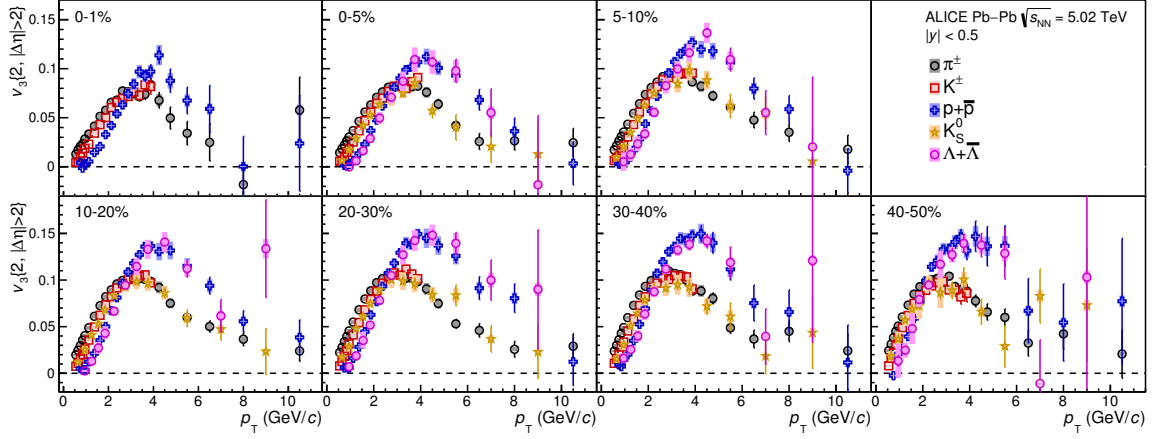 0-1%
0-5%
5-10%
ALICE Pb–Pb √sNN = 5.02 TeV
|y| < 0.5
π±
K±
p+p̅
K0S
Λ+Λ̅
v3{2, |Δη|>2}
0.15
0.1
0.05
0
10-20%
20-30%
30-40%
40-50%
v3{2, |Δη|>2}
0.15
0.1
0.05
0
0 2 4 6 8 10
0 2 4 6 8 10
0 2 4 6 8 10
0 2 4 6 8 10
pT (GeV/c)
pT (GeV/c)
pT (GeV/c)
pT (GeV/c)